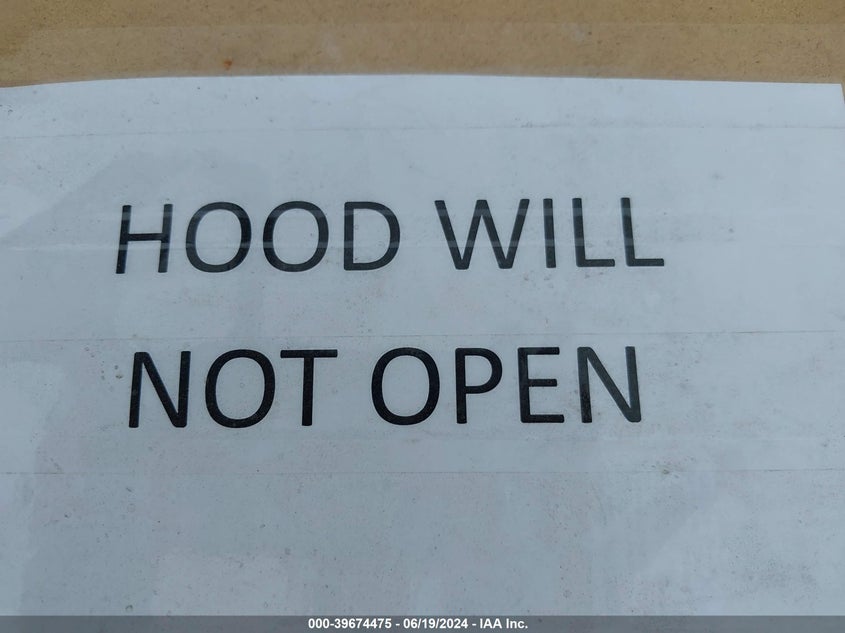 HOOD WILL
NOT OPEN
000-39674475 - 06/19/2024 - IAA Inc.